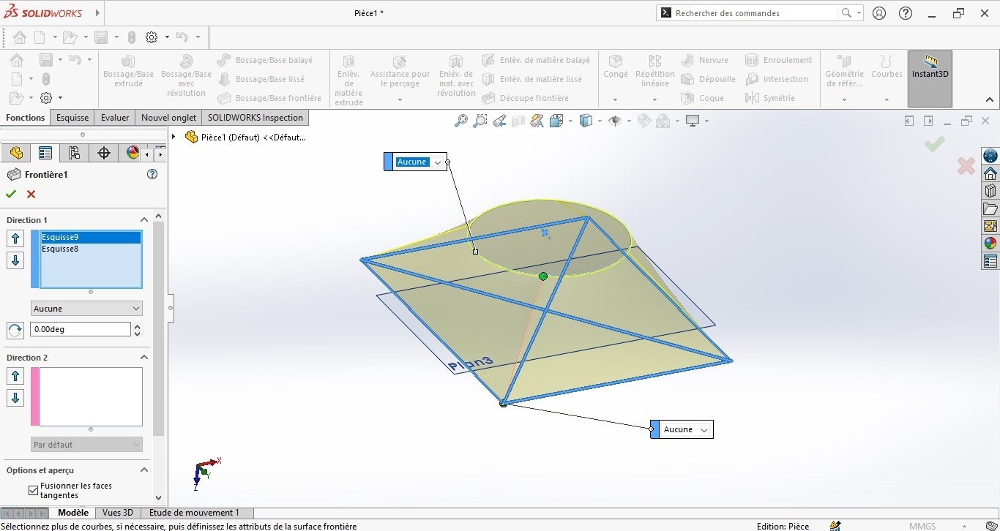 SOLIDWORKS
Pièce1 *
Rechercher des commandes
Bossage/Base extrudé
Bossage/Base avec révolution
Bossage/Base balayé
Bossage/Base lissé
Bossage/Base frontière
Enlèv. de matière extrudé
Assistance pour le perçage
Enlèv. de mat. avec révolution
Enlèv. de matière balayé
Enlèv. de matière lissé
Découpe frontière
Congé
Répétition linéaire
Nervure
Dépouille
Coque
Enroulement
Intersection
Symétrie
Géométrie de référ...
Courbes
Instant3D
Fonctions
Esquisse
Evaluer
Nouvel onglet
SOLIDWORKS Inspection
Pièce1 (Défaut) <<Défaut...
Frontière1
Direction 1
Esquisse9
Esquisse8
Aucune
0.00deg
Direction 2
Par défaut
Options et aperçu
Fusionner les faces
tangentes
Aucune
Plan3
Aucune
X
Y
Z
Modèle
Vues 3D
Etude de mouvement 1
Sélectionnez plus de courbes, si nécessaire, puis définissez les attributs de la surface frontière
Edition: Pièce
MMGS